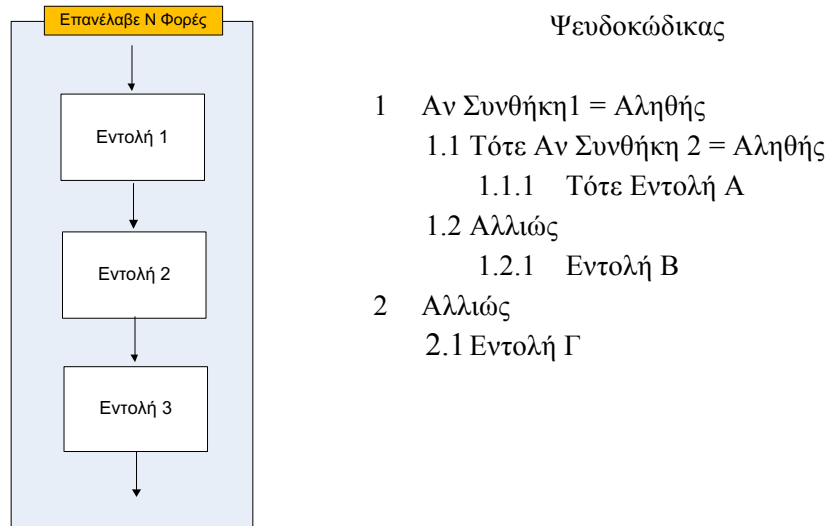 Επανέλαβε Ν Φορές
Εντολή 1
Εντολή 2
Εντολή 3
Ψευδοκώδικας
1 Αν Συνθήκη1 = Αληθής
1.1 Τότε Αν Συνθήκη 2 = Αληθής
1.1.1 Τότε Εντολή Α
1.2 Αλλιώς
1.2.1 Εντολή Β
2 Αλλιώς
2.1 Εντολή Γ